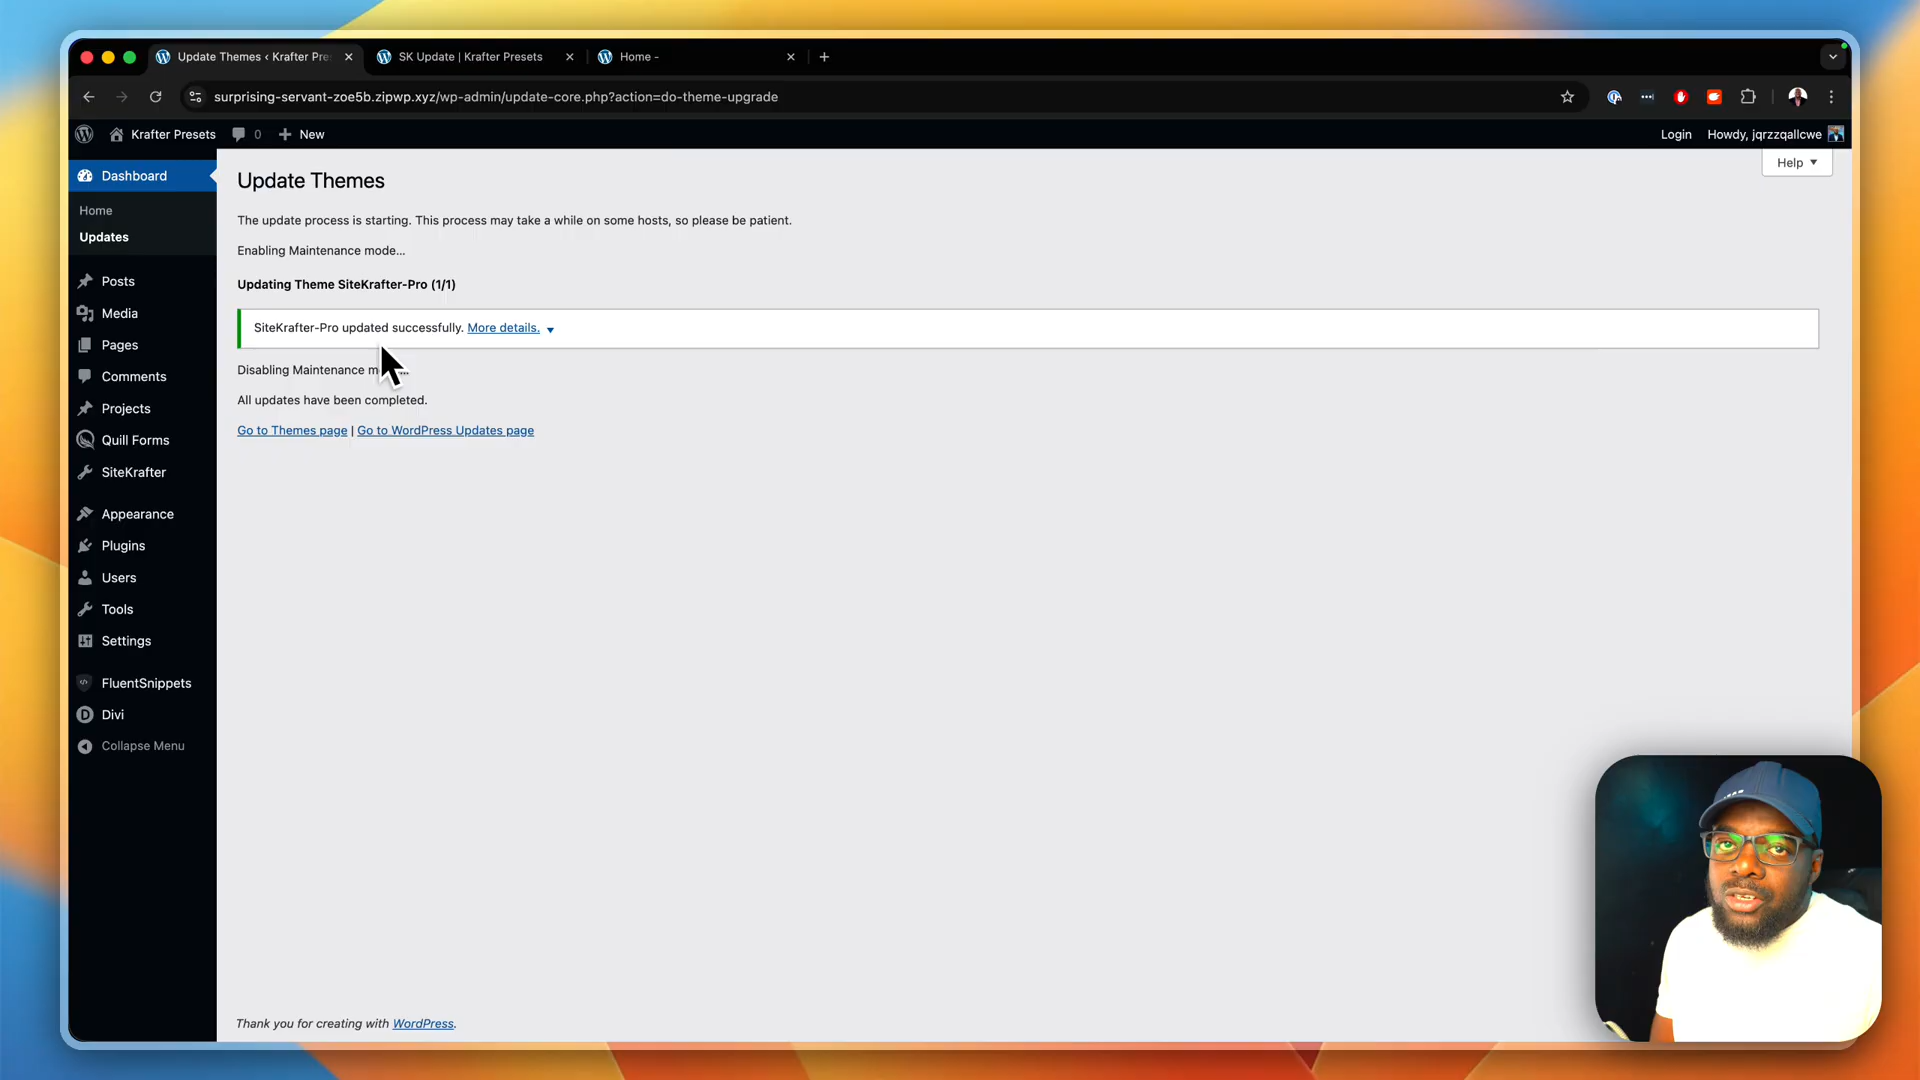 Update Themes ‹ Krafter Pre
SK Update | Krafter Presets
Home -
surprising-servant-zoe5b.zipwp.xyz/wp-admin/update-core.php?action=do-theme-upgrade
Krafter Presets
0
New
Login
Howdy, jqrzzqallcwe
Help
Dashboard
Home
Updates
Posts
Media
Pages
Comments
Projects
Quill Forms
SiteKrafter
Appearance
Plugins
Users
Tools
Settings
FluentSnippets
Divi
Collapse Menu
Update Themes
The update process is starting. This process may take a while on some hosts, so please be patient.
Enabling Maintenance mode...
Updating Theme SiteKrafter-Pro (1/1)
SiteKrafter-Pro updated successfully. More details.
Disabling Maintenance m...
All updates have been completed.
Go to Themes page | Go to WordPress Updates page
Thank you for creating with WordPress.